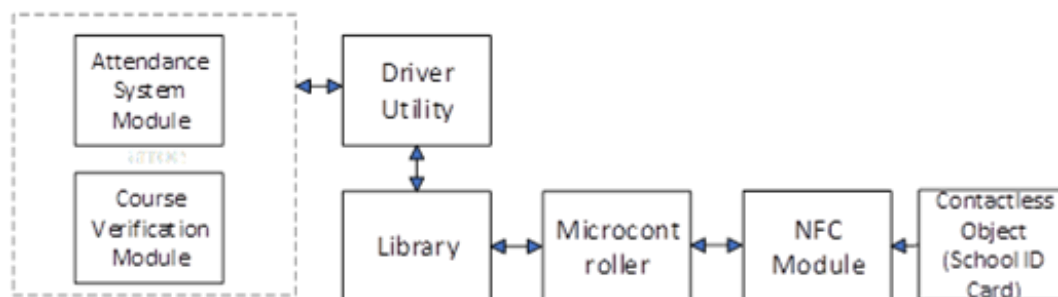 Attendance
System
Module
Driver
Utility
Course
Verification
Module
Library
Microcont
roller
NFC
Module
Contactless
Object
(School ID
Card)